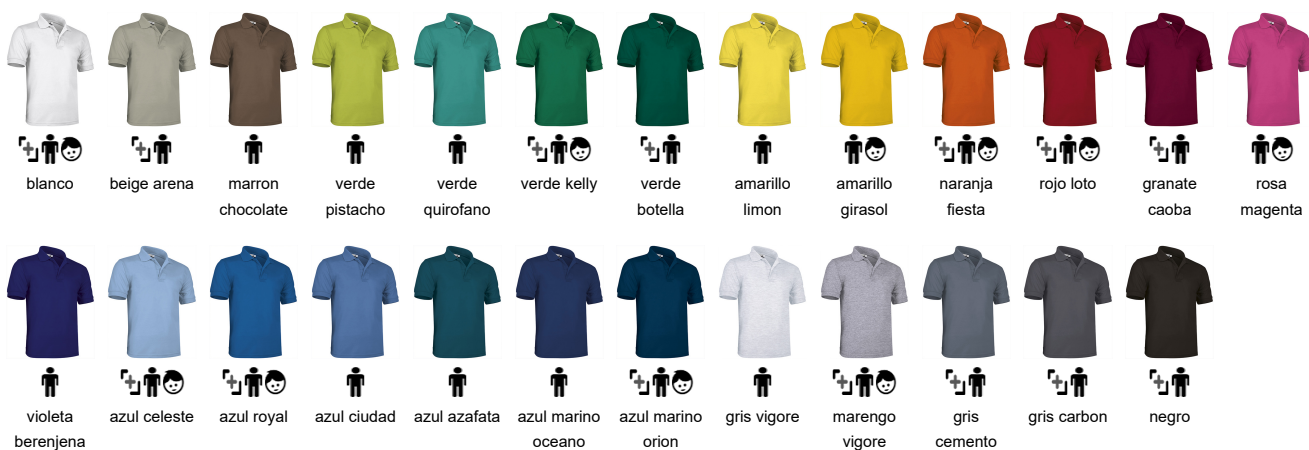 blanco
beige arena
marron
chocolate
verde
pistacho
verde
quirofano
verde kelly
verde
botella
amarillo
limon
amarillo
girasol
naranja
fiesta
rojo loto
granate
caoba
rosa
magenta
violeta
berenjena
azul celeste
azul royal
azul ciudad
azul azafata
azul marino
oceano
azul marino
orion
gris vigore
marengo
vigore
gris
cemento
gris carbon
negro